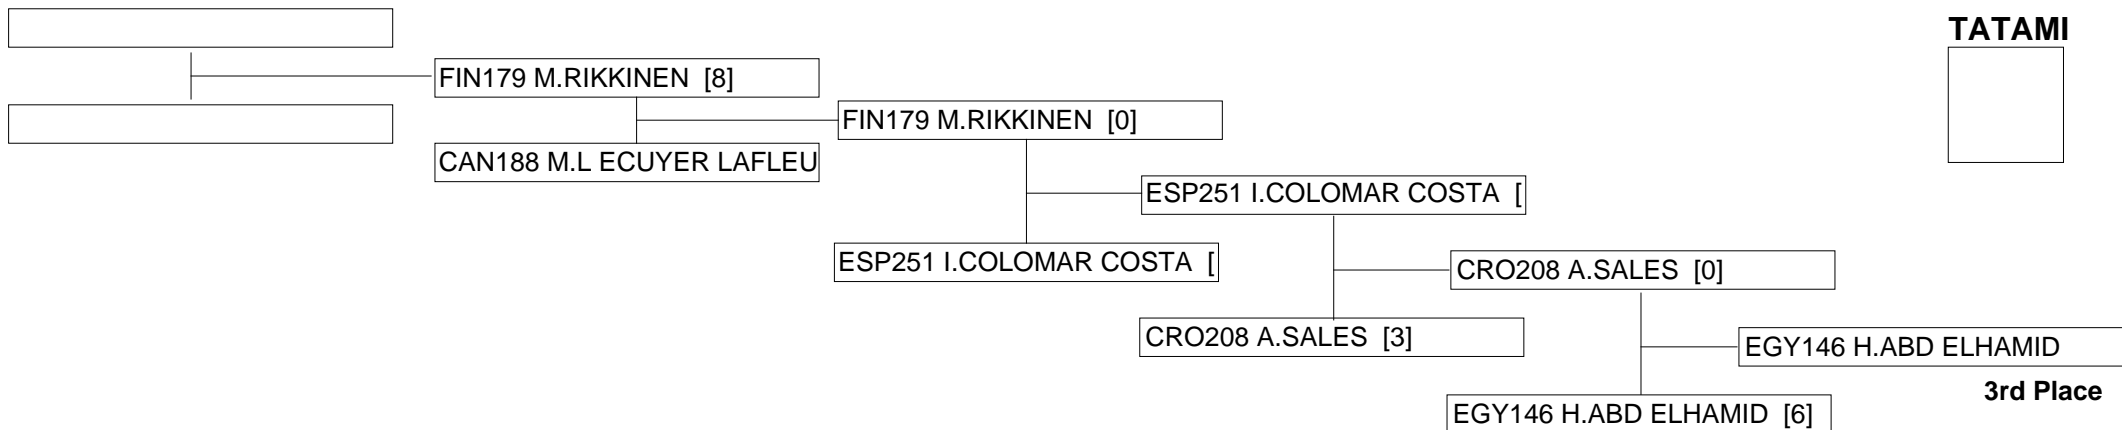 TATAMI
FIN179 M.RIKKINEN [8]
FIN179 M.RIKKINEN [0]
CAN188 M.L ECUYER LAFLEU
ESP251 I.COLOMAR COSTA [
ESP251 I.COLOMAR COSTA [
CRO208 A.SALES [0]
CRO208 A.SALES [3]
EGY146 H.ABD ELHAMID
3rd Place
EGY146 H.ABD ELHAMID [6]